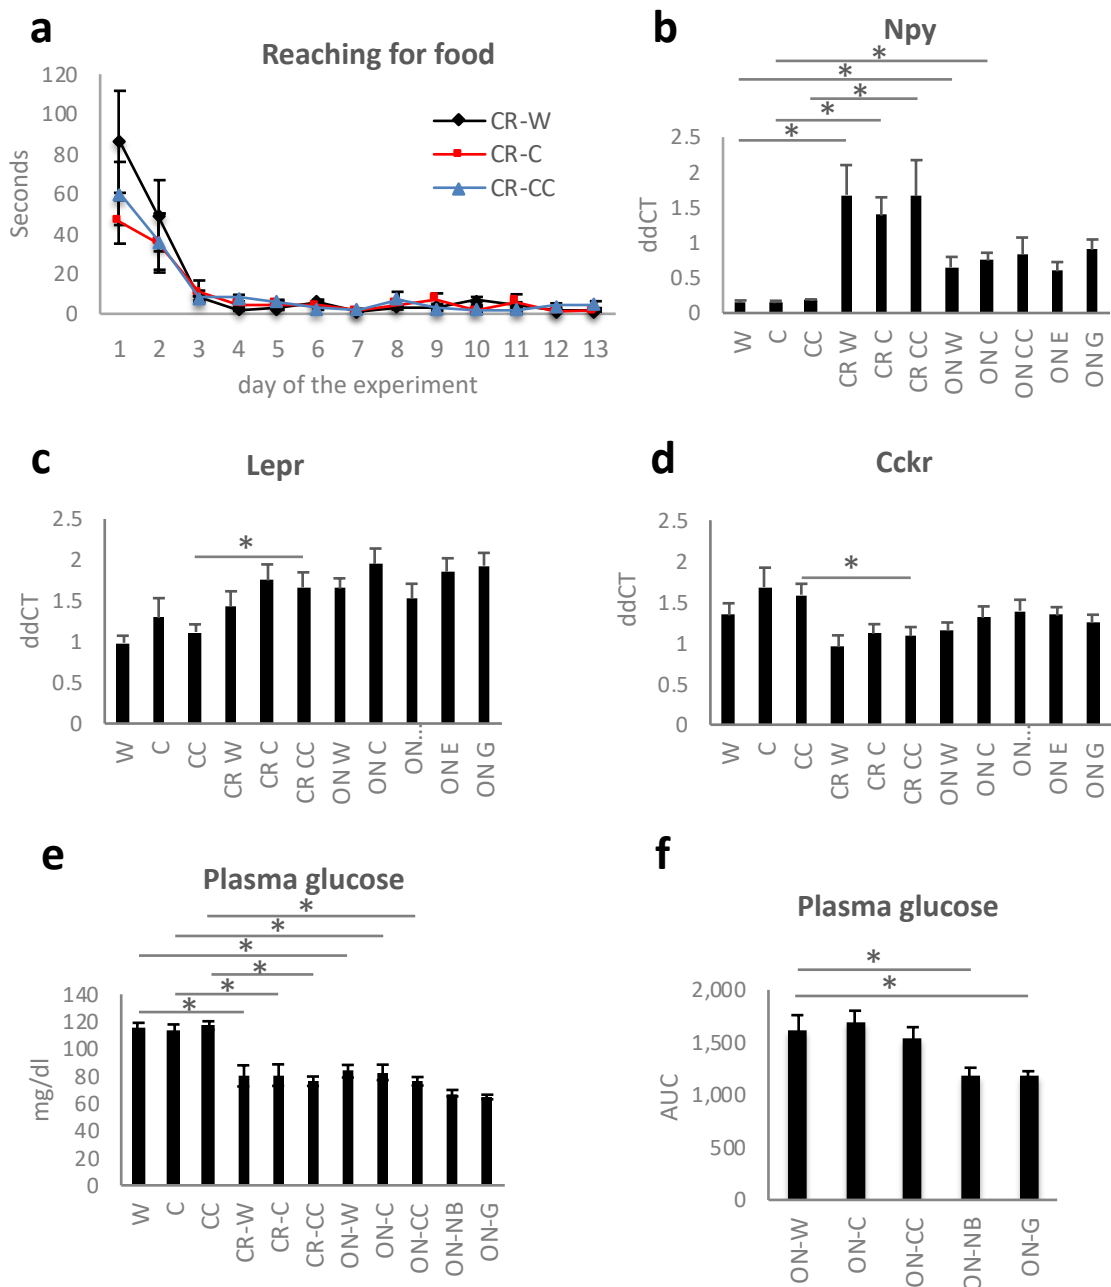 a
Reaching for food
120
100
80
60
40
20
0
Seconds
CR-W
CR-C
CR-CC
1 2 3 4 5 6 7 8 9 10 11 12 13
day of the experiment
b
Npy
*
*
*
*
*
2.5
2
1.5
1
0.5
0
ddCT
W C CC CR W CR C CR CC ON W ON C ON CC ON E ON G
c
Lepr
*
2.5
2
1.5
1
0.5
0
ddCT
W C CC CR W CR C CR CC ON W ON C ON... ON E ON G
d
Cckr
*
2.5
2
1.5
1
0.5
0
ddCT
W C CC CR W CR C CR CC ON W ON C ON... ON E ON G
e
Plasma glucose
*
*
*
*
*
*
140
120
100
80
60
40
20
0
mg/dl
W C CC CR-W CR-C CR-CC ON-W ON-C ON-CC ON-NB ON-G
f
Plasma glucose
*
*
2,000
1,500
1,000
500
0
AUC
ON-W ON-C ON-CC ON-NB ON-G